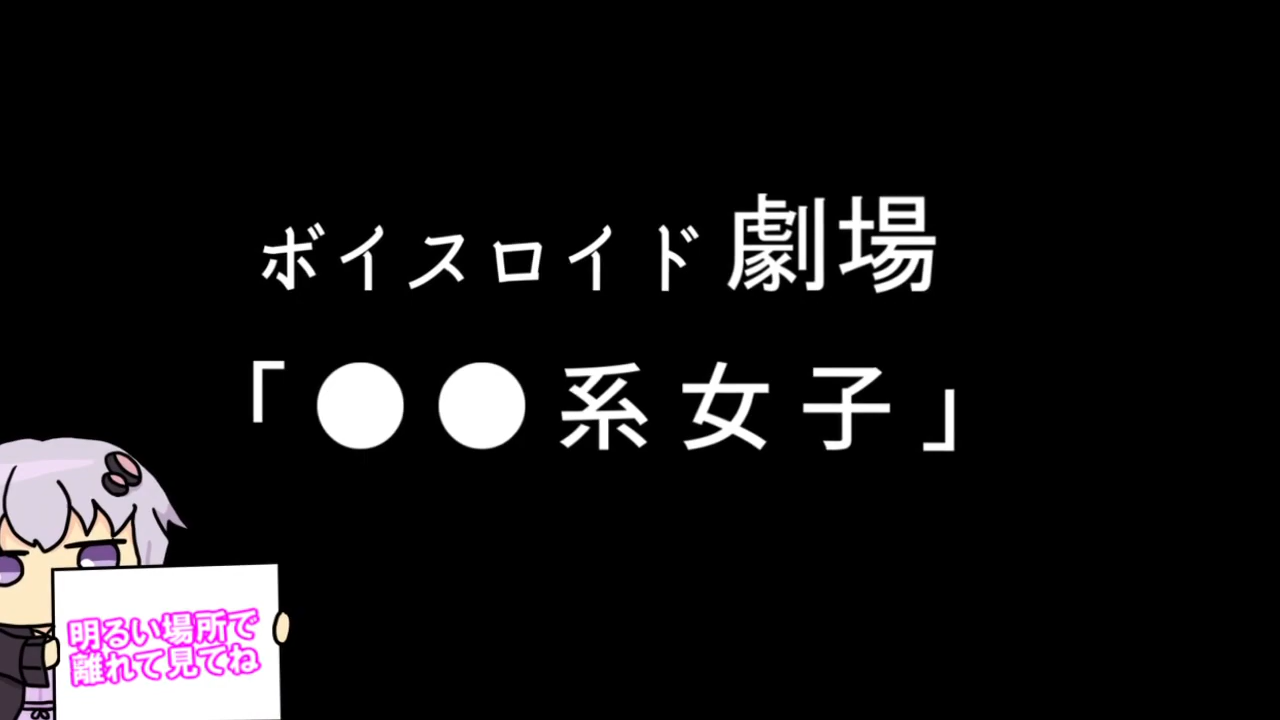 ボイスロイド劇場
「●●系女子」
明るい場所で
離れて見てね